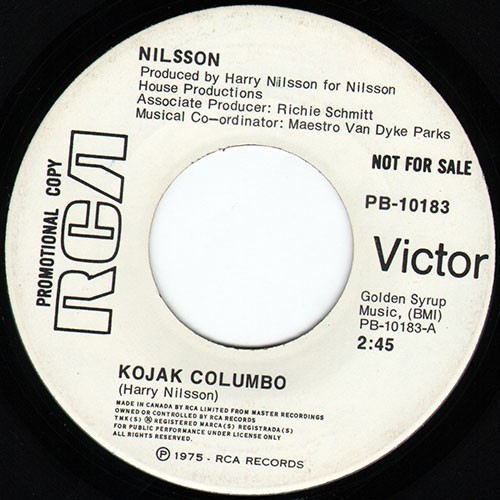 NILSSON
Produced by Harry Nilsson for Nilsson
House Productions
Associate Producer: Richie Schmitt
Musical Co-ordinator: Maestro Van Dyke Parks
PROMOTIONAL COPY
RCA
NOT FOR SALE
PB-10183
Victor
Golden Syrup
Music, (BMI)
PB-10183-A
2:45
KOJAK COLUMBO
(Harry Nilsson)
MADE IN CANADA BY RCA LIMITED FROM MASTER RECORDINGS
OWNED OR CONTROLLED BY RCA RECORDS
TMK(S) ® REGISTERED MARCA(S) REGISTRADA(S)
FOR PUBLIC PERFORMANCE UNDER LICENSE ONLY
ALL RIGHTS RESERVED.
℗ 1975 - RCA RECORDS